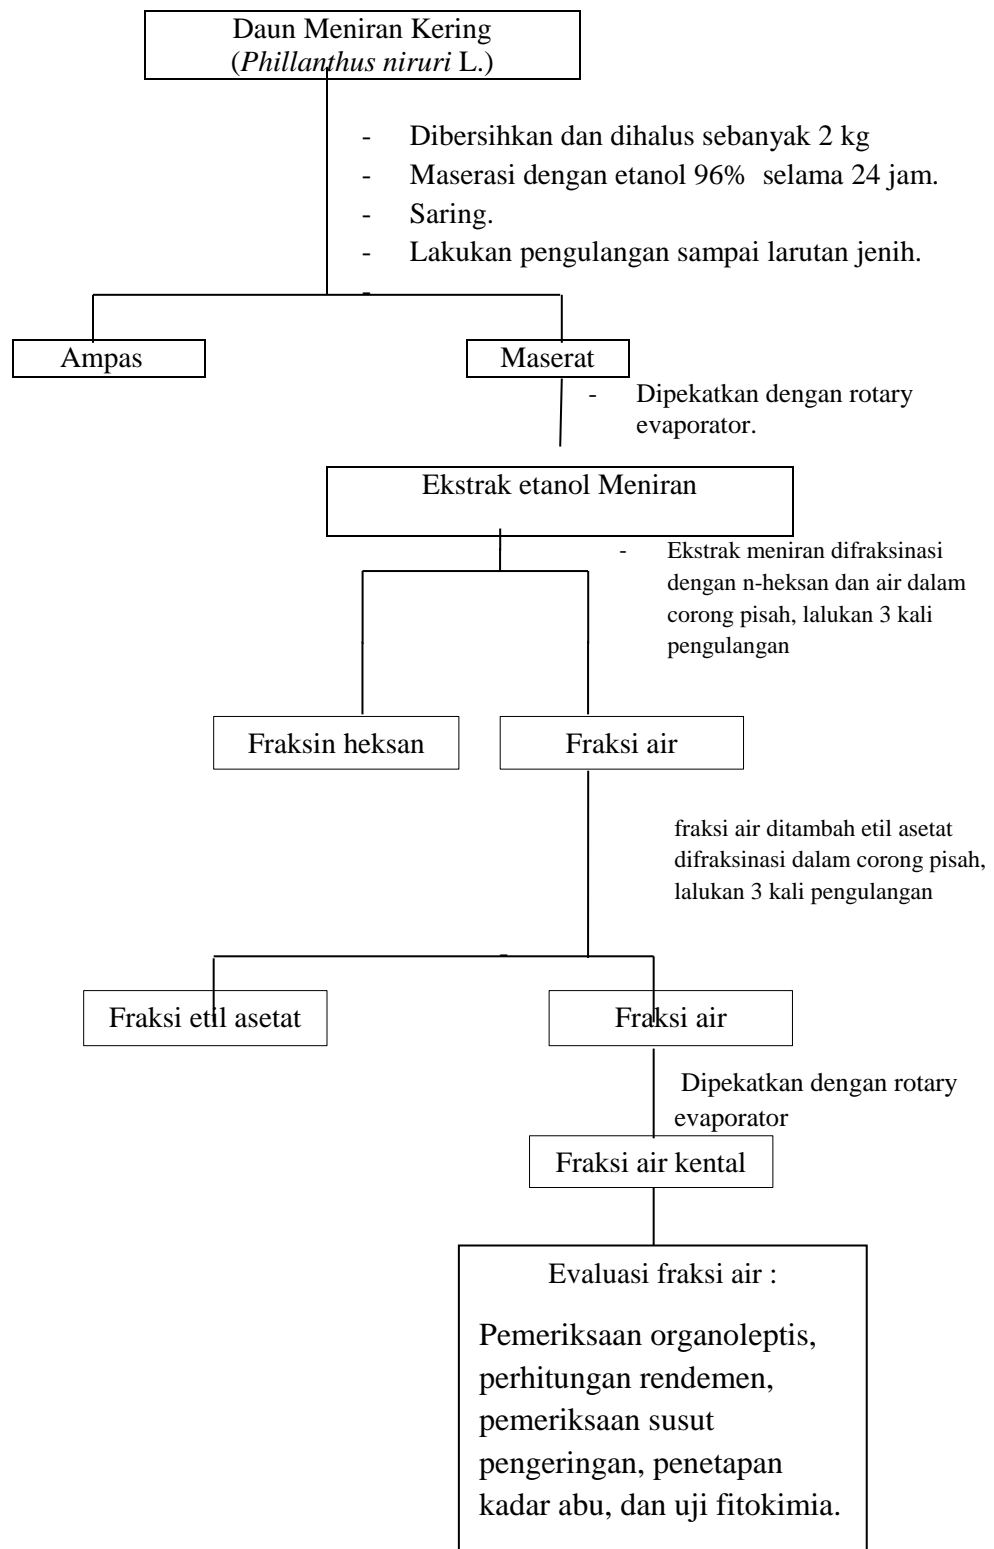 Daun Meniran Kering
(Phillanthus niruri L.)
- Dibersihkan dan dihalus sebanyak 2 kg
- Maserasi dengan etanol 96% selama 24 jam.
- Saring.
- Lakukan pengulangan sampai larutan jenih.
-
Ampas
Maserat
- Dipekatkan dengan rotary
evaporator.
Ekstrak etanol Meniran
- Ekstrak meniran difraksinasi
dengan n-heksan dan air dalam
corong pisah, lalukan 3 kali
pengulangan
Fraksin heksan
Fraksi air
fraksi air ditambah etil asetat
difraksinasi dalam corong pisah,
lalukan 3 kali pengulangan
-
Fraksi etil asetat
Fraksi air
Dipekatkan dengan rotary
evaporator
Fraksi air kental
Evaluasi fraksi air :
Pemeriksaan organoleptis,
perhitungan rendemen,
pemeriksaan susut
pengeringan, penetapan
kadar abu, dan uji fitokimia.